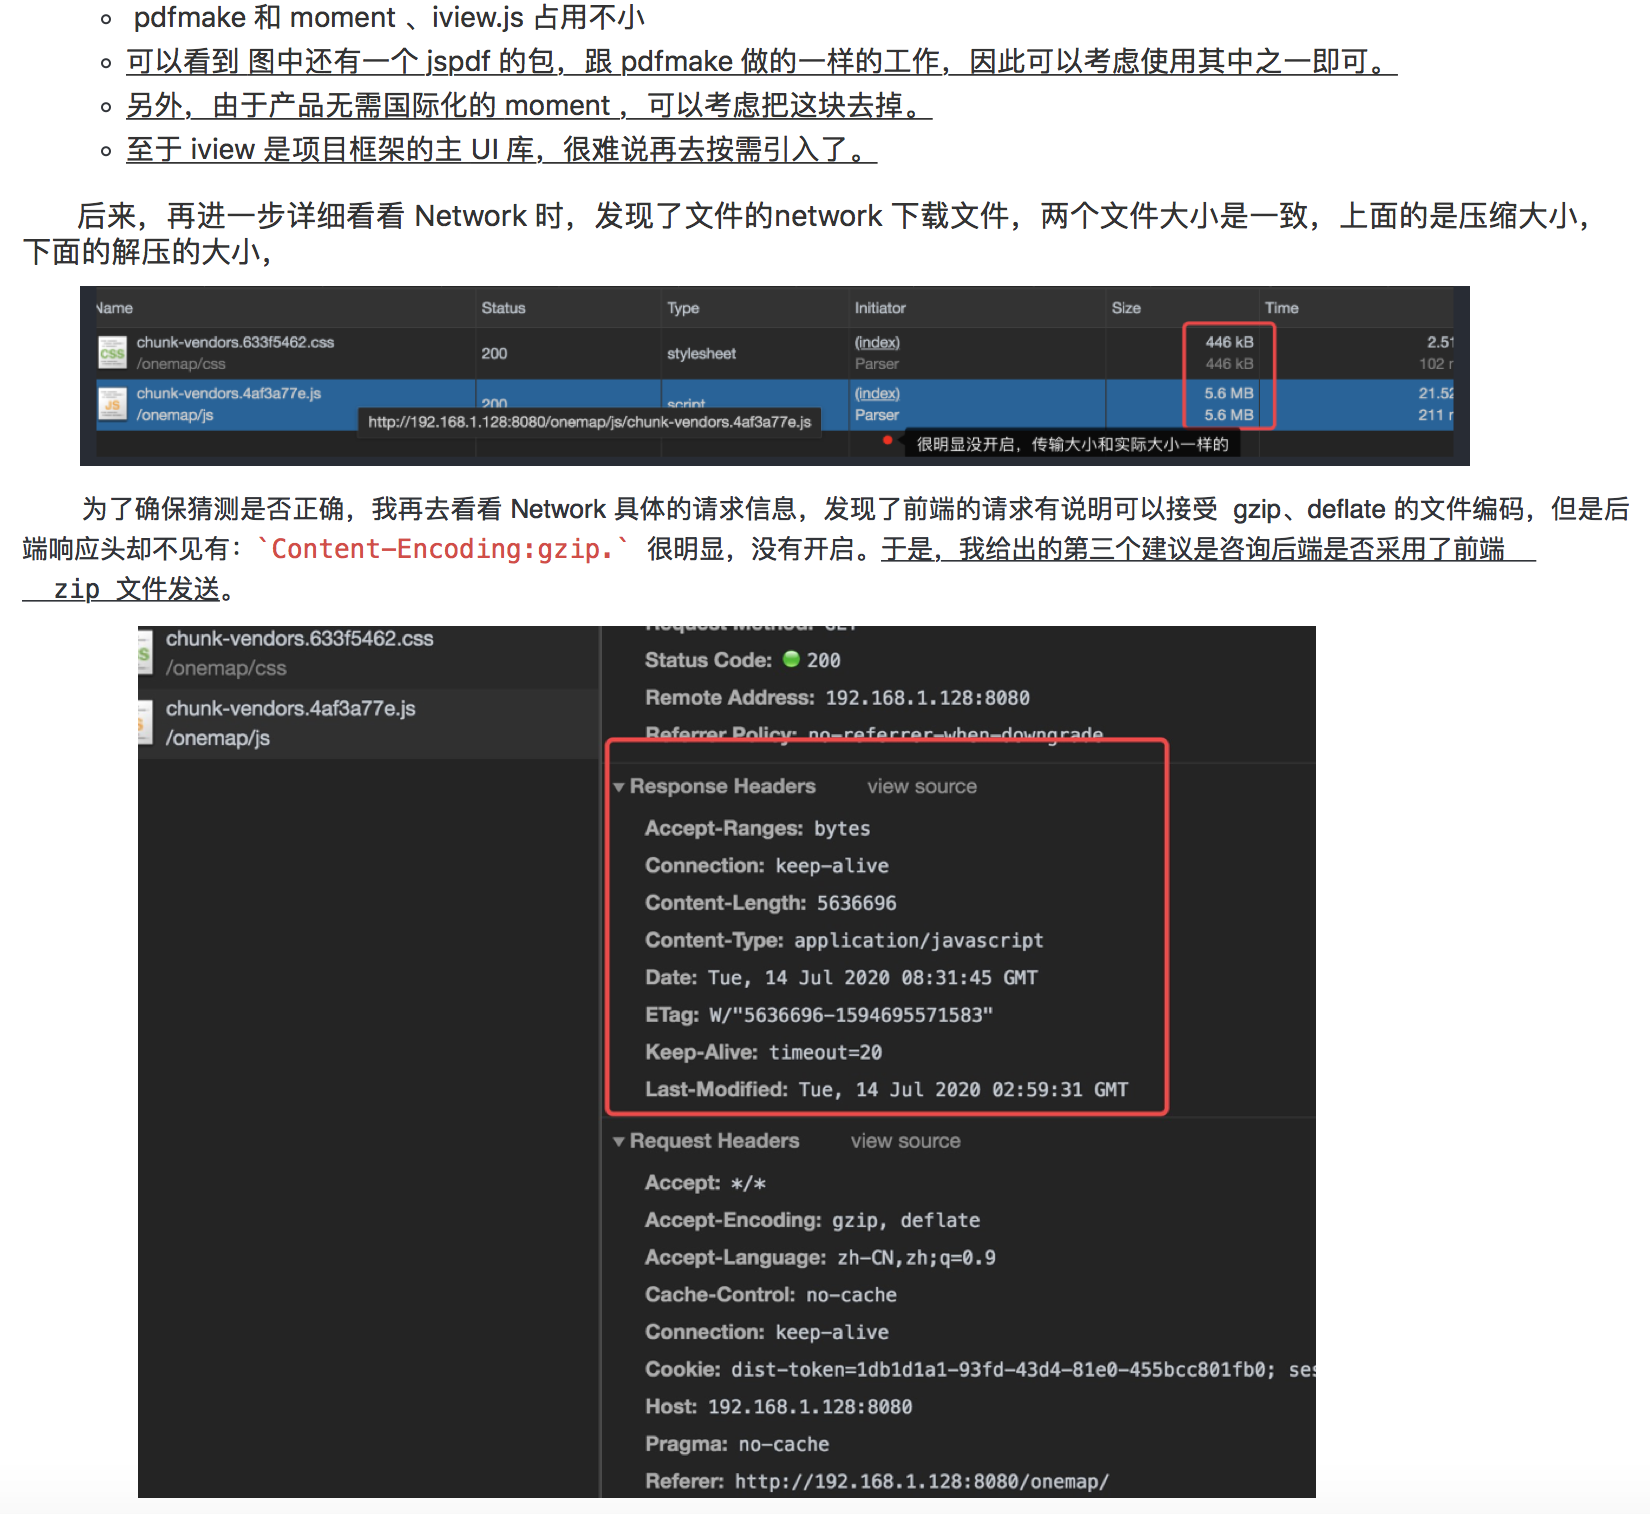 pdfmake 和 moment 、iview.js 占用不小
可以看到 图中还有一个 jspdf 的包，跟 pdfmake 做的一样的工作，因此可以考虑使用其中之一即可。
另外，由于产品无需国际化的 moment ，可以考虑把这块去掉。
至于 iview 是项目框架的主 UI 库，很难说再去按需引入了。
后来，再进一步详细看看 Network 时，发现了文件的network 下载文件，两个文件大小是一致，上面的是压缩大小，
下面的解压的大小，
Name Status Type Initiator Size Time
chunk-vendors.633f5462.css
/onemap/css
200 stylesheet
(index)
Parser
446 kB
446 kB
2.51
102
chunk-vendors.4af3a77e.js
/onemap/js
200 script
(index)
Parser
5.6 MB
5.6 MB
21.52
211
http://192.168.1.128:8080/onemap/js/chunk-vendors.4af3a77e.js
很明显没开启，传输大小和实际大小一样的
为了确保猜测是否正确，我再去看看 Network 具体的请求信息，发现了前端的请求有说明可以接受 gzip、deflate 的文件编码，但是后
端响应头却不见有：`Content-Encoding:gzip.` 很明显，没有开启。于是，我给出的第三个建议是咨询后端是否采用了前端
zip 文件发送。
chunk-vendors.633f5462.css
/onemap/css
chunk-vendors.4af3a77e.js
/onemap/js
Request Method: GET
Status Code: 200
Remote Address: 192.168.1.128:8080
Referrer Policy: no-referrer-when-downgrade
Response Headers view source
Accept-Ranges: bytes
Connection: keep-alive
Content-Length: 5636696
Content-Type: application/javascript
Date: Tue, 14 Jul 2020 08:31:45 GMT
ETag: W/"5636696-1594695571583"
Keep-Alive: timeout=20
Last-Modified: Tue, 14 Jul 2020 02:59:31 GMT
Request Headers view source
Accept: */*
Accept-Encoding: gzip, deflate
Accept-Language: zh-CN,zh;q=0.9
Cache-Control: no-cache
Connection: keep-alive
Cookie: dist-token=1db1d1a1-93fd-43d4-81e0-455bcc801fb0; ses
Host: 192.168.1.128:8080
Pragma: no-cache
Referer: http://192.168.1.128:8080/onemap/